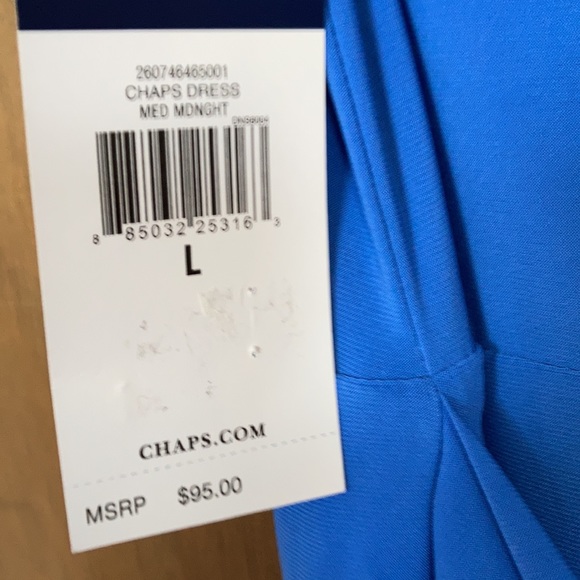 260746465001
CHAPS DRESS
MED MDNGHT
8 85032 25316 3
L
CHAPS.COM
MSRP $95.00